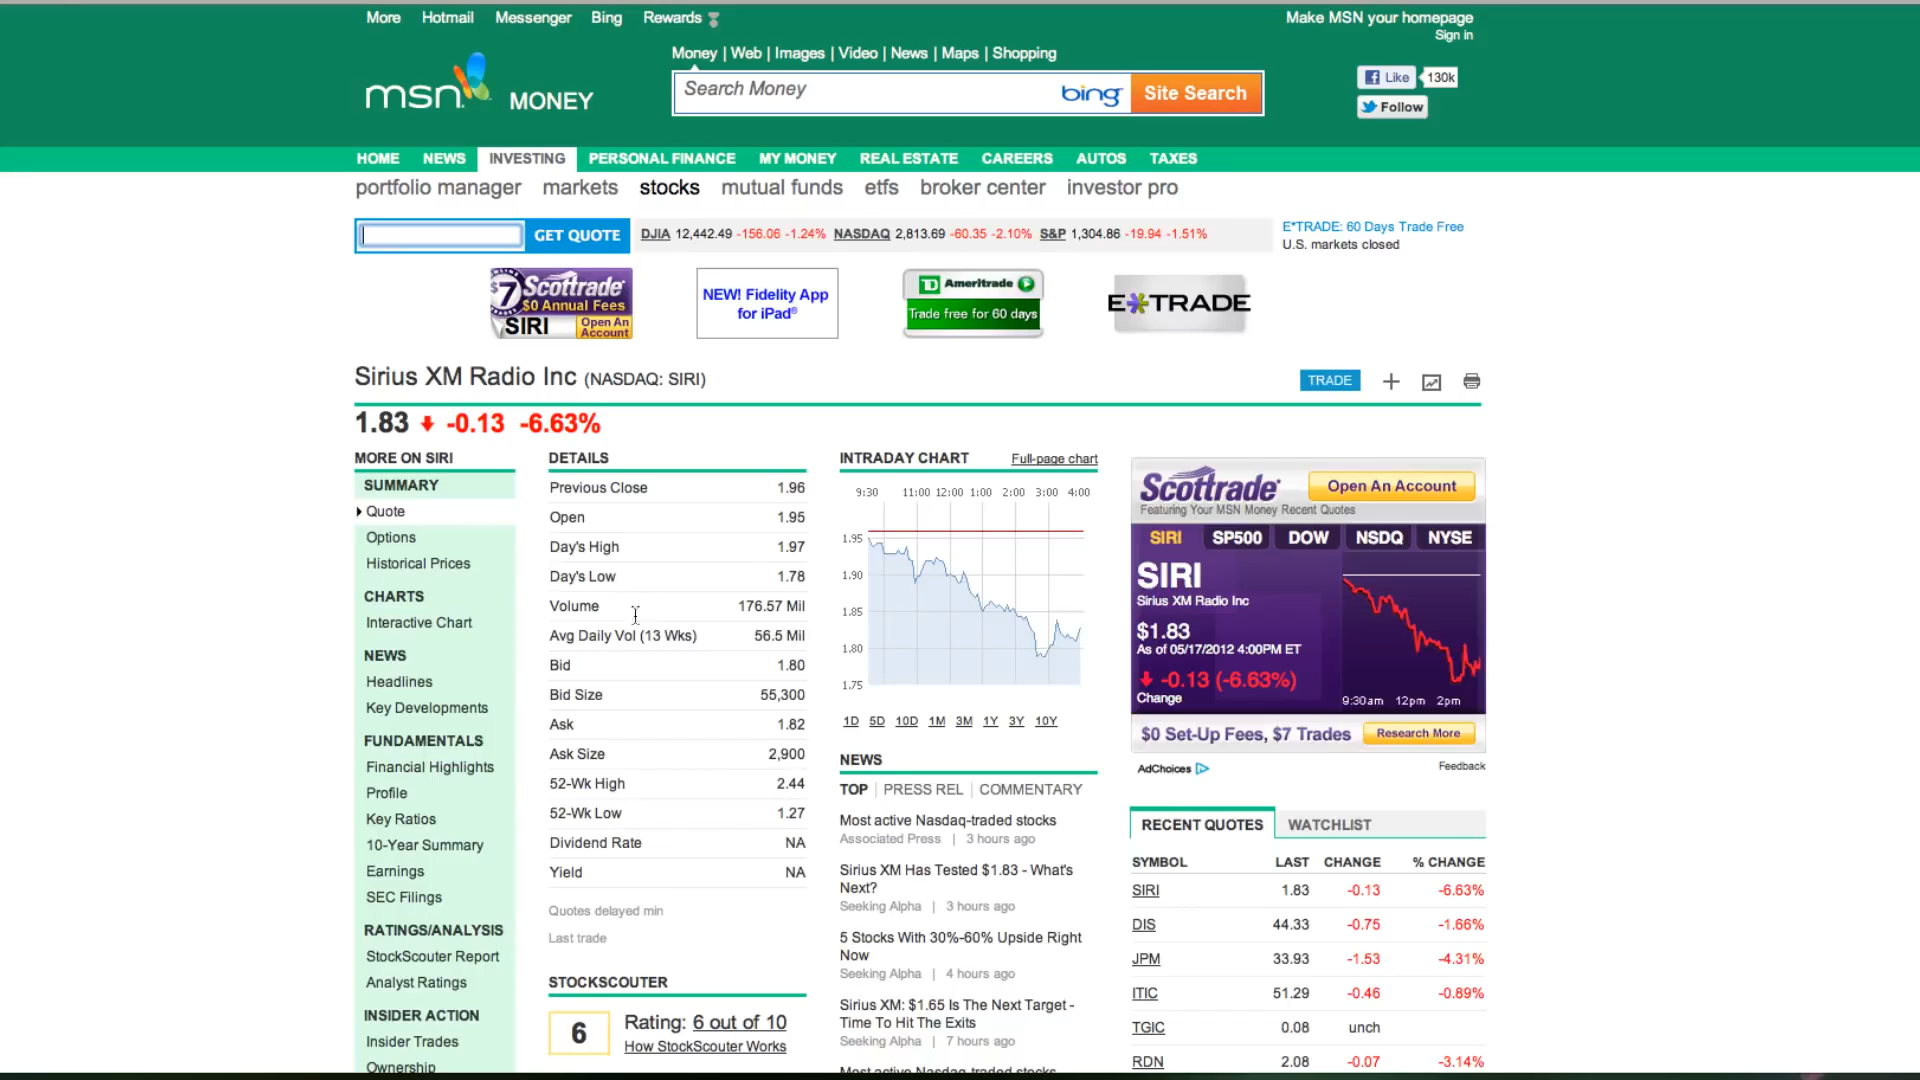 More Hotmail Messenger Bing Rewards
Make MSN your homepage
Sign in
msn MONEY
Money | Web | Images | Video | News | Maps | Shopping
Search Money bing Site Search
Like 130k
Follow
HOME NEWS INVESTING PERSONAL FINANCE MY MONEY REAL ESTATE CAREERS AUTOS TAXES
portfolio manager markets stocks mutual funds etfs broker center investor pro
GET QUOTE DJIA 12,442.49 -156.06 -1.24% NASDAQ 2,813.69 -60.35 -2.10% S&P 1,304.86 -19.94 -1.51%
E*TRADE: 60 Days Trade Free
U.S. markets closed
$7 Scottrade
$0 Annual Fees
SIRI Open An Account
NEW! Fidelity App
for iPad®
TD Ameritrade
Trade free for 60 days
E*TRADE
Sirius XM Radio Inc (NASDAQ: SIRI)
TRADE
1.83 -0.13 -6.63%
MORE ON SIRI
SUMMARY
Quote
Options
Historical Prices
CHARTS
Interactive Chart
NEWS
Headlines
Key Developments
FUNDAMENTALS
Financial Highlights
Profile
Key Ratios
10-Year Summary
Earnings
SEC Filings
RATINGS/ANALYSIS
StockScouter Report
Analyst Ratings
INSIDER ACTION
Insider Trades
Ownership
DETAILS
Previous Close 1.96
Open 1.95
Day's High 1.97
Day's Low 1.78
Volume 176.57 Mil
Avg Daily Vol (13 Wks) 56.5 Mil
Bid 1.80
Bid Size 55,300
Ask 1.82
Ask Size 2,900
52-Wk High 2.44
52-Wk Low 1.27
Dividend Rate NA
Yield NA
Quotes delayed min
Last trade
STOCKSCOUTER
6
Rating: 6 out of 10
How StockScouter Works
INTRADAY CHART Full-page chart
9:30 11:00 12:00 1:00 2:00 3:00 4:00
1.95
1.90
1.85
1.80
1.75
1D 5D 10D 1M 3M 1Y 3Y 10Y
NEWS
TOP | PRESS REL | COMMENTARY
Most active Nasdaq-traded stocks
Associated Press | 3 hours ago
Sirius XM Has Tested $1.83 - What's
Next?
Seeking Alpha | 3 hours ago
5 Stocks With 30%-60% Upside Right
Now
Seeking Alpha | 4 hours ago
Sirius XM: $1.65 Is The Next Target -
Time To Hit The Exits
Seeking Alpha | 7 hours ago
Most active Nasdaq-traded stocks
Scottrade Open An Account
Featuring Your MSN Money Recent Quotes
SIRI SP500 DOW NSDQ NYSE
SIRI
Sirius XM Radio Inc
$1.83
As of 05/17/2012 4:00PM ET
-0.13 (-6.63%)
Change
9:30am 12pm 2pm
$0 Set-Up Fees, $7 Trades Research More
AdChoices Feedback
RECENT QUOTES WATCHLIST
SYMBOL LAST CHANGE % CHANGE
SIRI 1.83 -0.13 -6.63%
DIS 44.33 -0.75 -1.66%
JPM 33.93 -1.53 -4.31%
ITIC 51.29 -0.46 -0.89%
TGIC 0.08 unch
RDN 2.08 -0.07 -3.14%